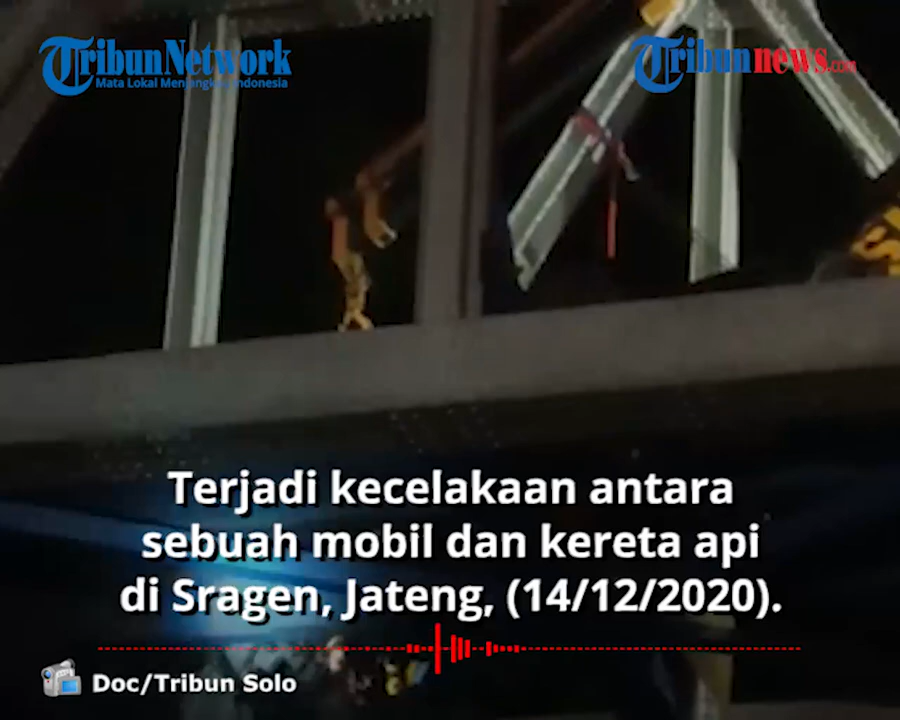 TribunNetwork
Mata Lokal Menjangkau Indonesia
Tribunnews.com
Terjadi kecelakaan antara
sebuah mobil dan kereta api
di Sragen, Jateng, (14/12/2020).
Doc/Tribun Solo